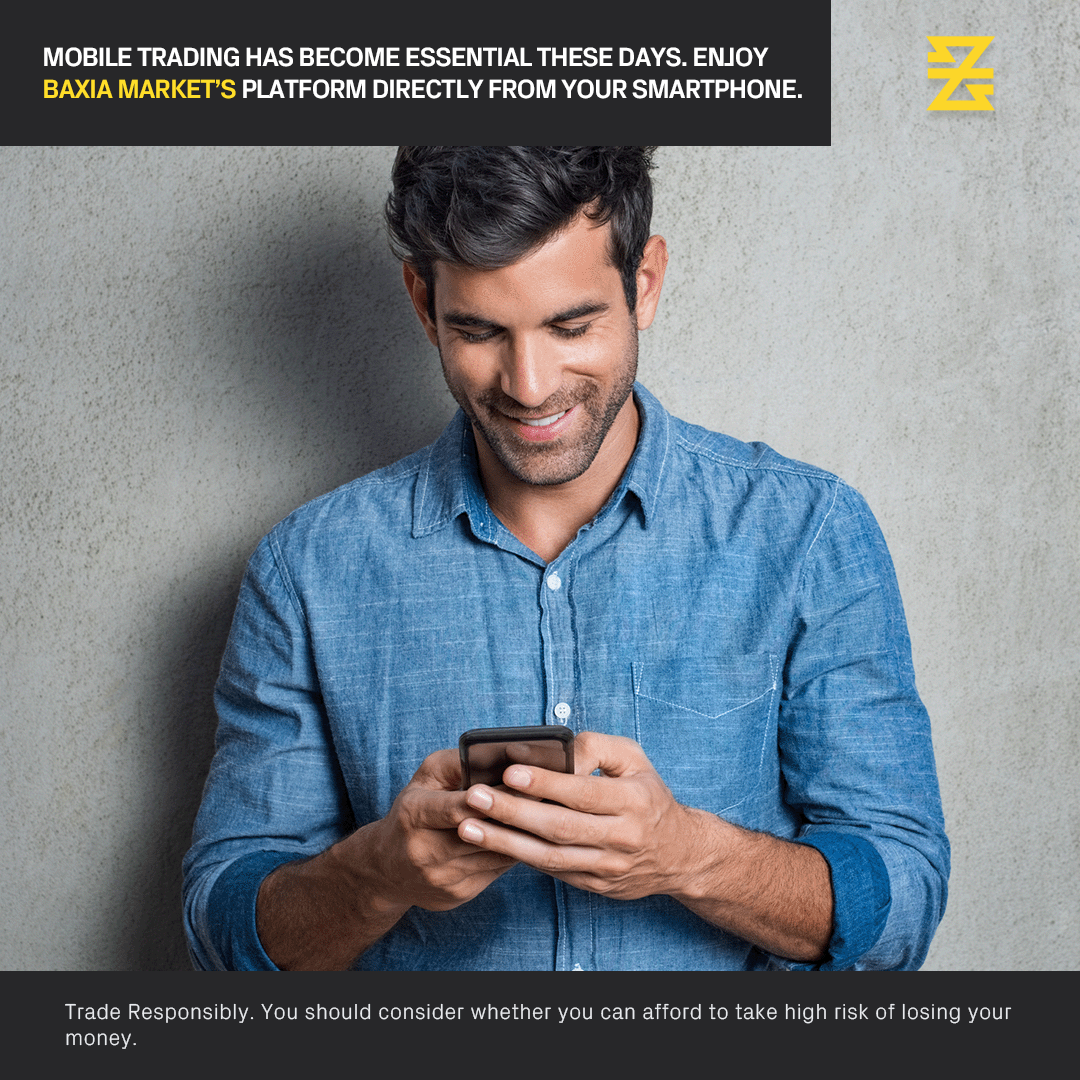 MOBILE TRADING HAS BECOME ESSENTIAL THESE DAYS. ENJOY
BAXIA MARKET'S PLATFORM DIRECTLY FROM YOUR SMARTPHONE.
Trade Responsibly. You should consider whether you can afford to take high risk of losing your
money.